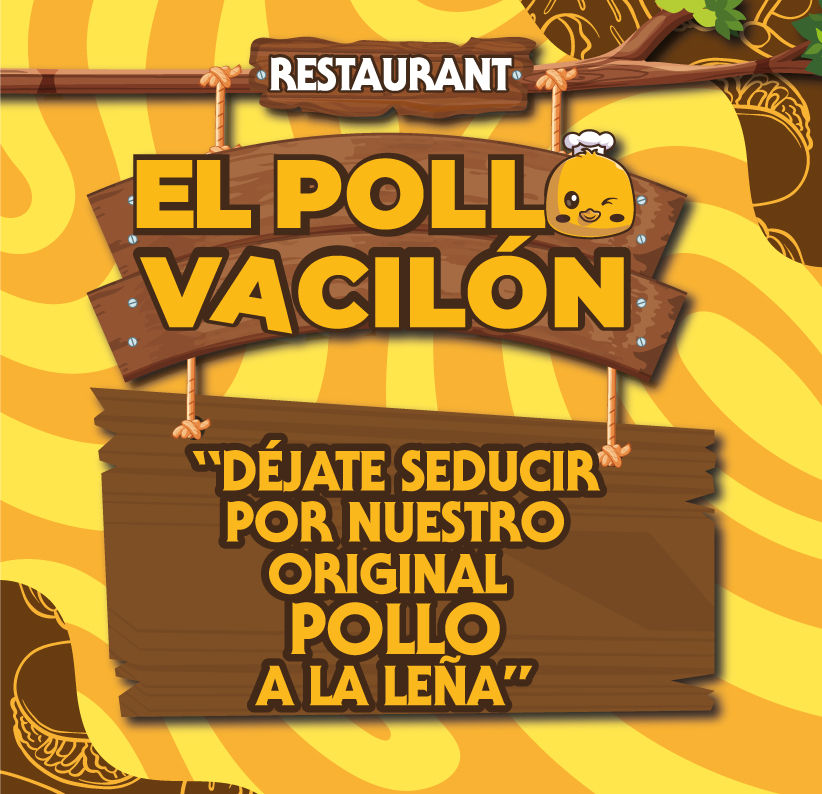 RESTAURANT
EL POLLO
VACILÓN
“DÉJATE SEDUCIR
POR NUESTRO
ORIGINAL
POLLO
A LA LEÑA”